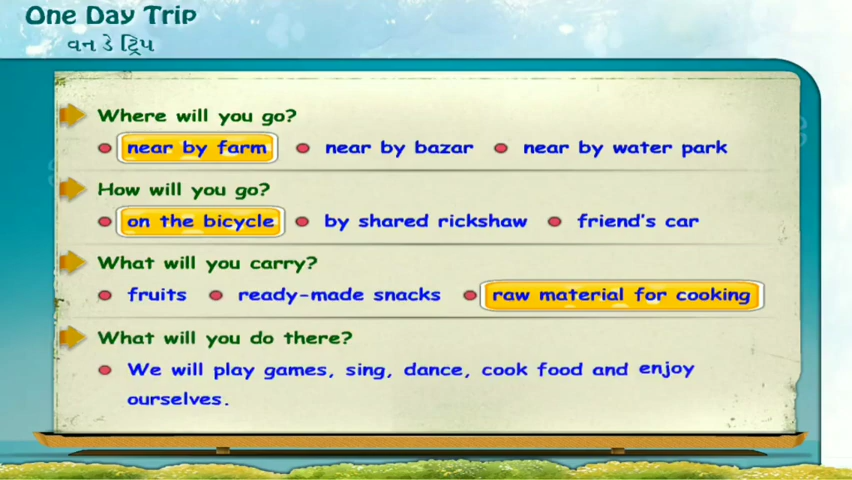 One Day Trip
વન ડે ટ્રિપ
Where will you go?
near by farm near by bazar near by water park
How will you go?
on the bicycle by shared rickshaw friend's car
What will you carry?
fruits ready-made snacks raw material for cooking
What will you do there?
We will play games, sing, dance, cook food and enjoy
ourselves.